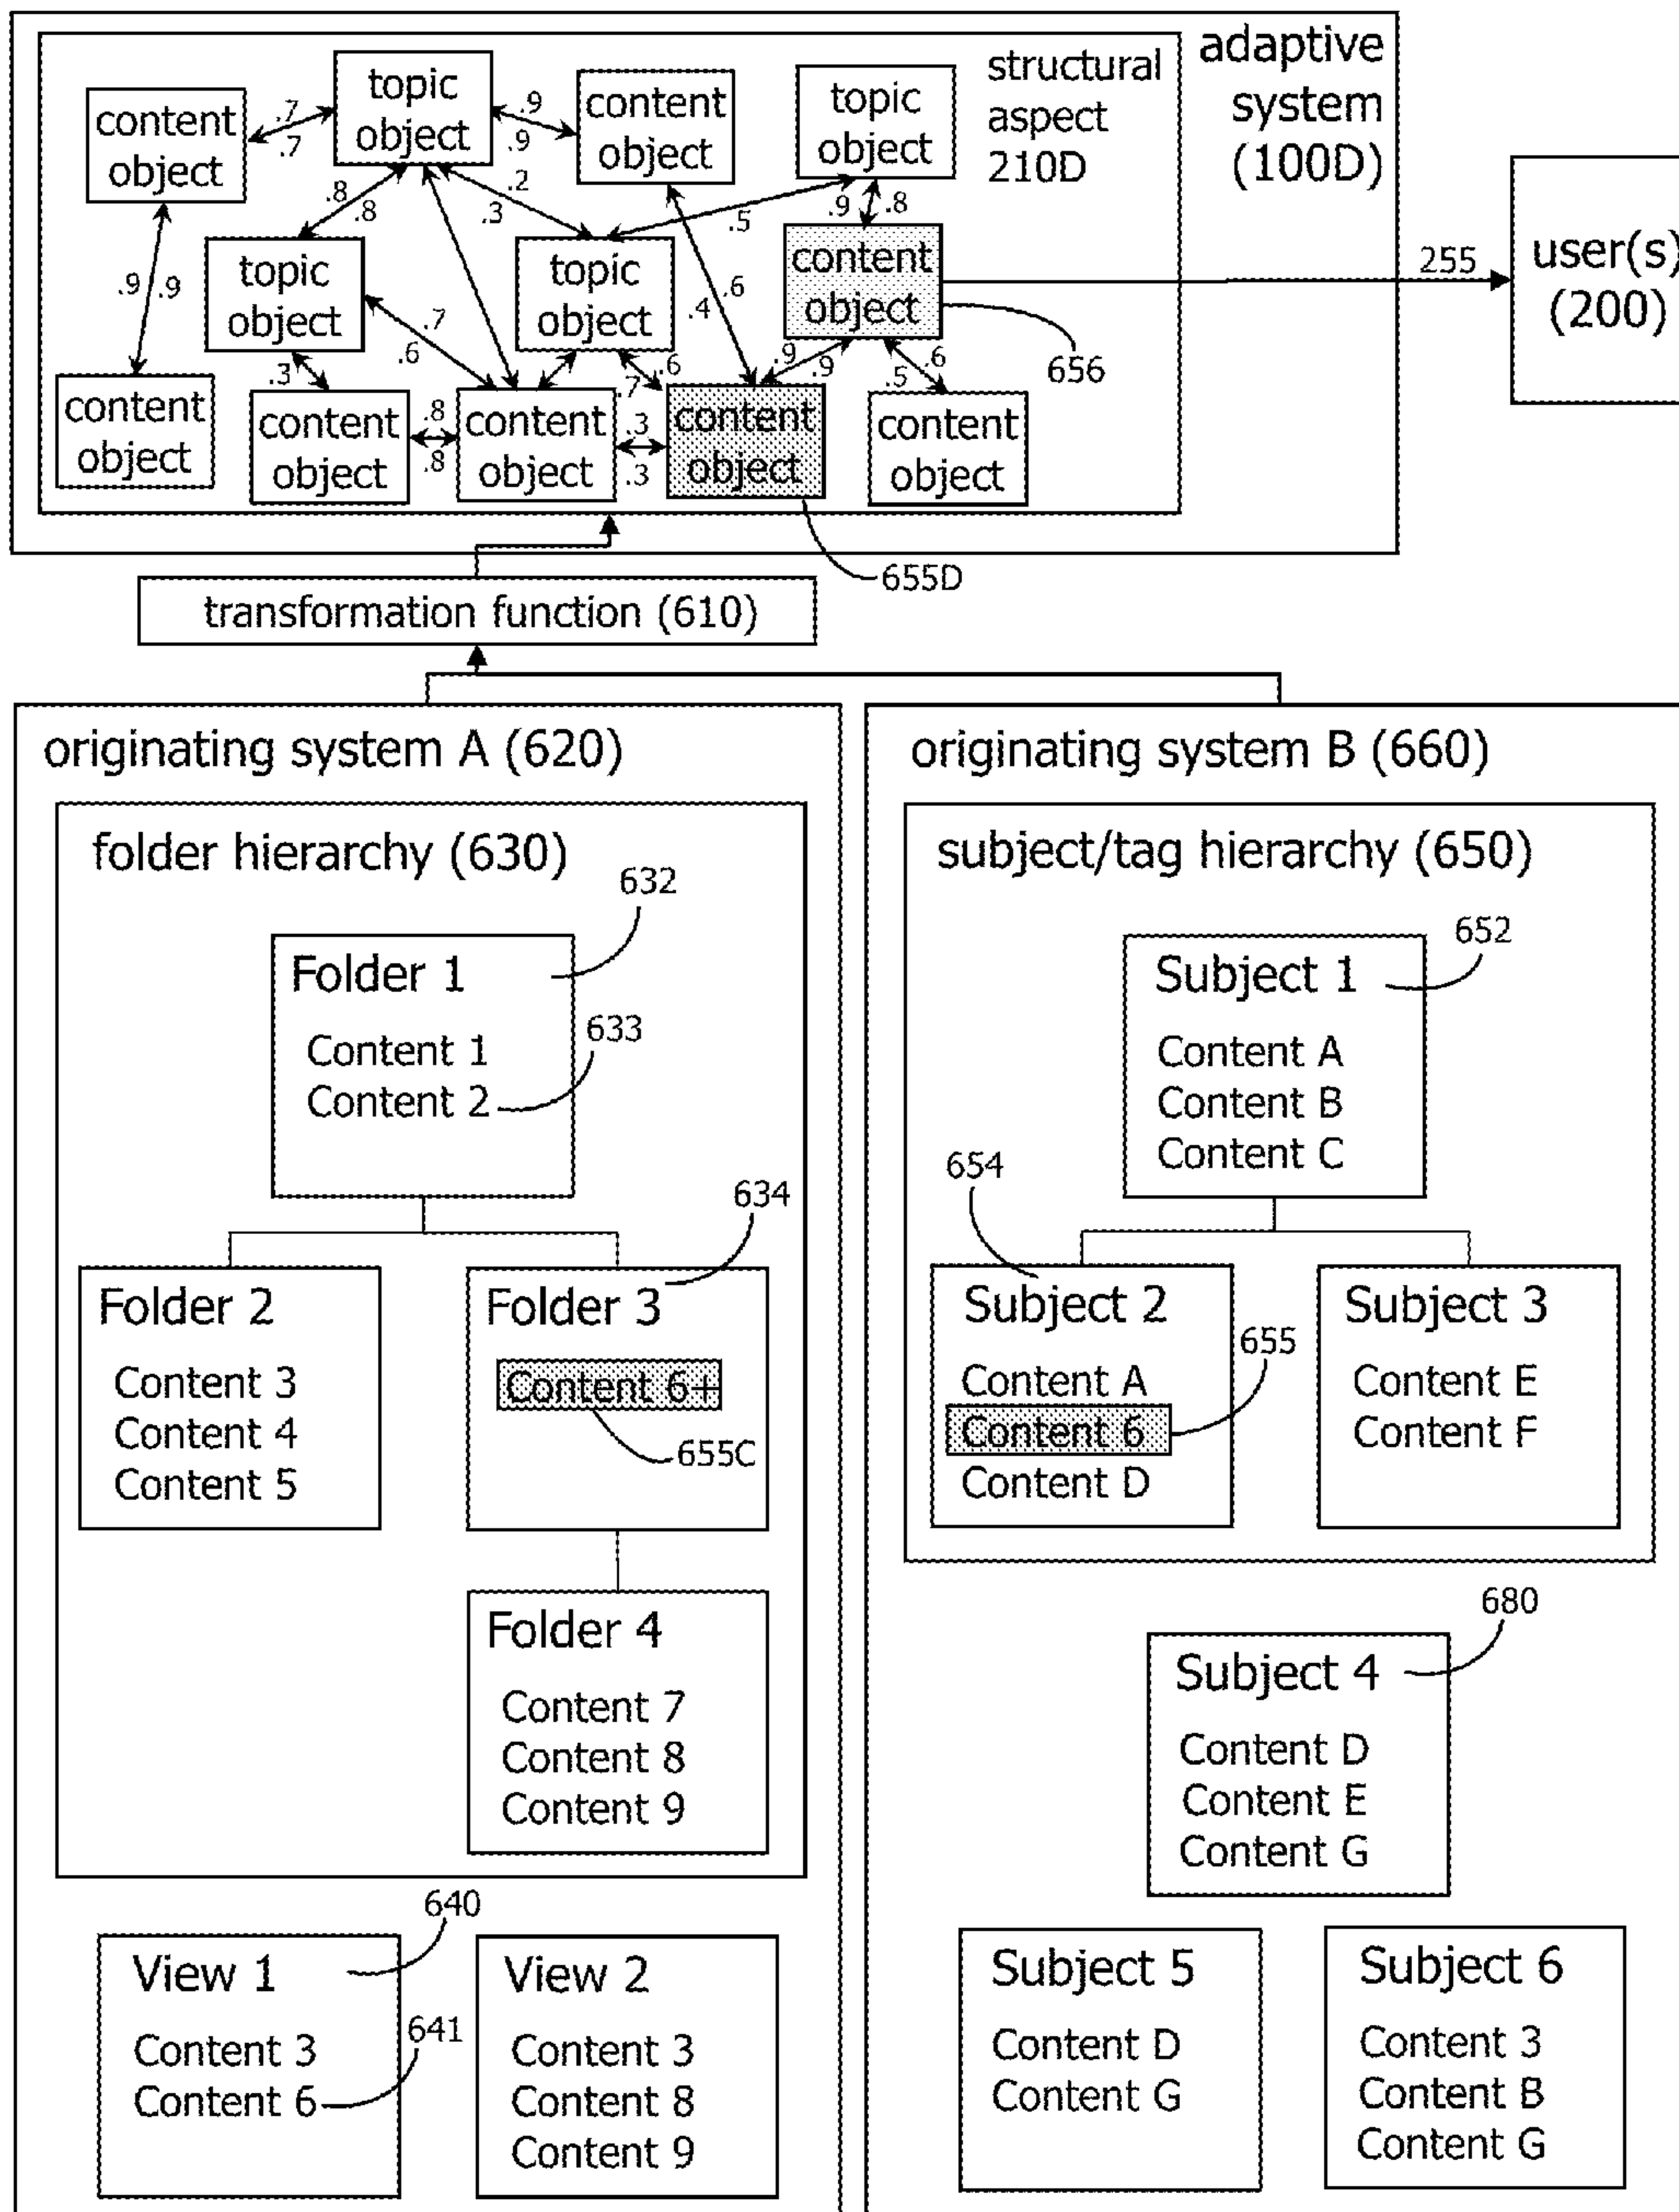 adaptive
system
(100D)
structural
aspect
210D
content
object
topic
object
content
object
topic
object
.7
.7
.9
.9
.8
.8
.2
.3
.5
.9
.8
topic
object
topic
object
content
object
255
user(s)
(200)
.9
.9
.7
.6
.6
.4
656
.3
.6
.7
.9
.9
.6
.5
content
object
content
object
content
object
content
object
content
object
.8
.8
.3
.3
655D
transformation function (610)
originating system A (620)
folder hierarchy (630)
632
Folder 1
633
Content 1
Content 2
634
Folder 2
Content 3
Content 4
Content 5
Folder 3
Content 6+
655C
Folder 4
Content 7
Content 8
Content 9
640
View 1
641
Content 3
Content 6
View 2
Content 3
Content 8
Content 9
originating system B (660)
subject/tag hierarchy (650)
652
Subject 1
Content A
Content B
Content C
654
Subject 2
655
Content A
Content 6
Content D
Subject 3
Content E
Content F
680
Subject 4
Content D
Content E
Content G
Subject 5
Content D
Content G
Subject 6
Content 3
Content B
Content G